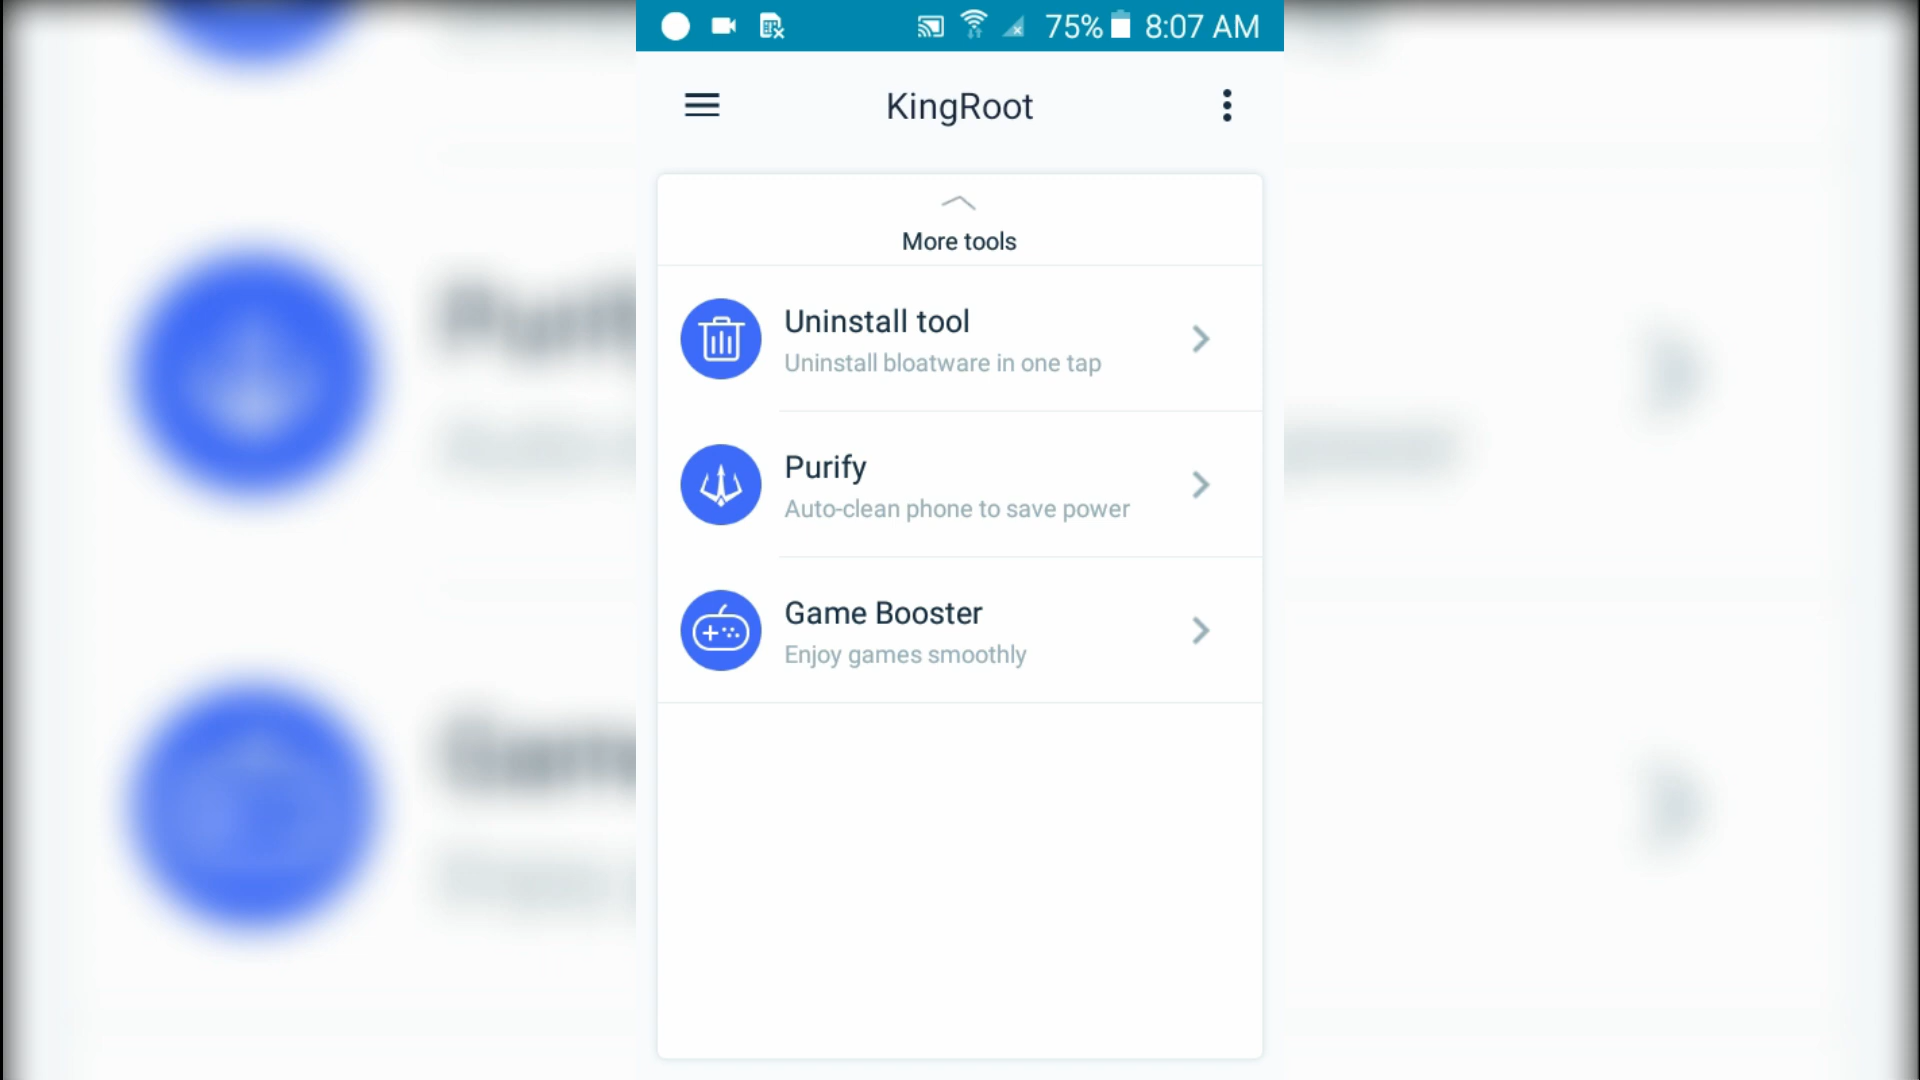 75% 8:07 AM
KingRoot
More tools
Uninstall tool
Uninstall bloatware in one tap
Purify
Auto-clean phone to save power
Game Booster
Enjoy games smoothly